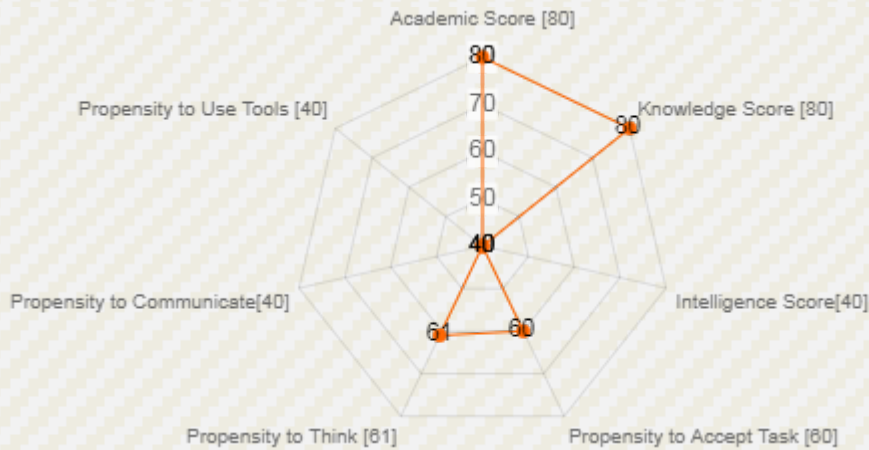 Academic Score [80]
80
Propensity to Use Tools [40]
70
Knowledge Score [80]
80
60
50
40
Propensity to Communicate[40]
Intelligence Score[40]
61
60
Propensity to Think [61]
Propensity to Accept Task [60]